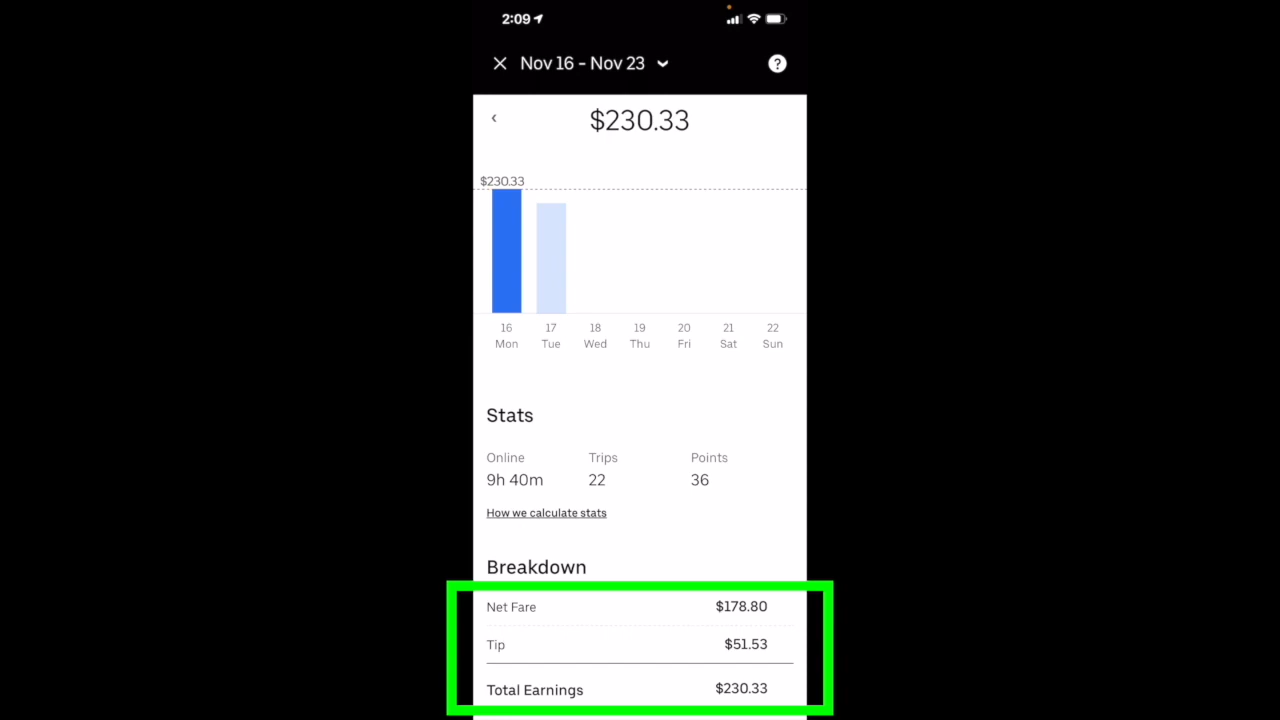 2:09
Nov 16 - Nov 23
?
$230.33
$230.33
16 17 18 19 20 21 22
Mon Tue Wed Thu Fri Sat Sun
Stats
Online Trips Points
9h 40m 22 36
How we calculate stats
Breakdown
Net Fare $178.80
Tip $51.53
Total Earnings $230.33